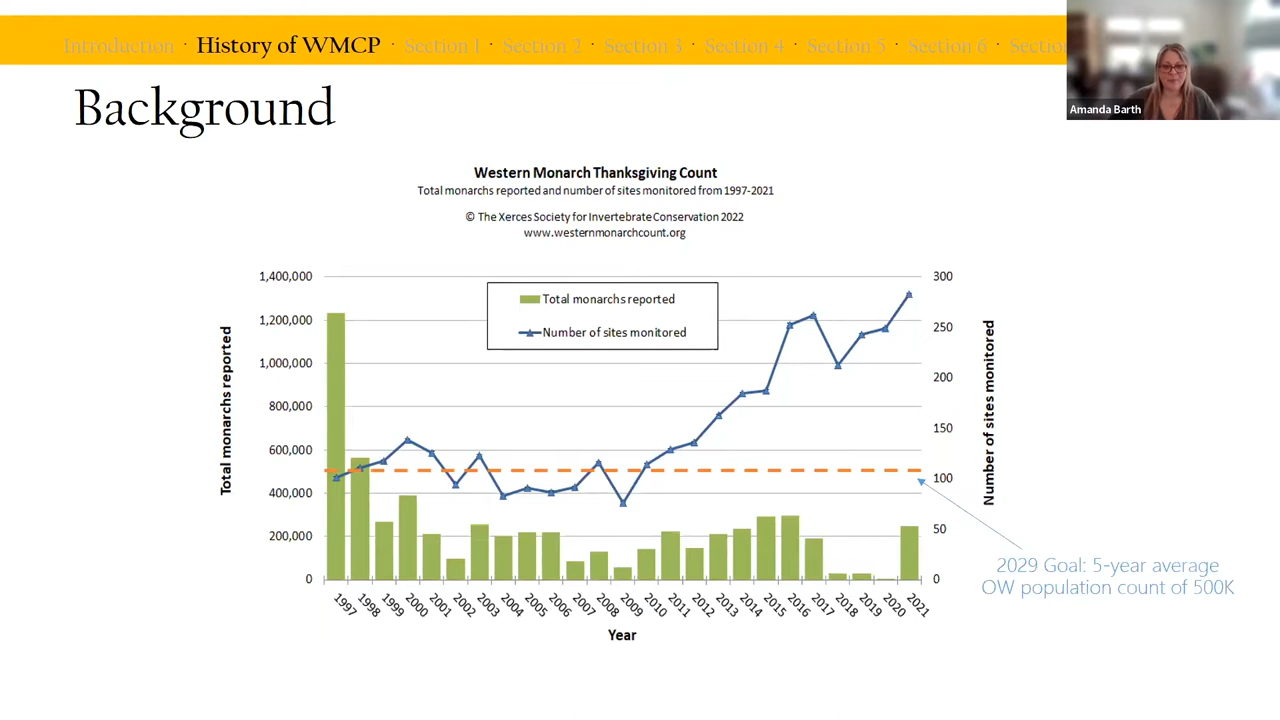 Introduction · History of WMCP · Section 1 · Section 2 · Section 3 · Section 4 · Section 5 · Section 6 · Section
Amanda Barth
Background
Western Monarch Thanksgiving Count
Total monarchs reported and number of sites monitored from 1997-2021
© The Xerces Society for Invertebrate Conservation 2022
www.westernmonarchcount.org
Total monarchs reported
1,400,000
1,200,000
1,000,000
800,000
600,000
400,000
200,000
0
Total monarchs reported
Number of sites monitored
300
250
200
150
100
50
0
Number of sites monitored
1997 1998 1999 2000 2001 2002 2003 2004 2005 2006 2007 2008 2009 2010 2011 2012 2013 2014 2015 2016 2017 2018 2019 2020 2021
Year
2029 Goal: 5-year average
OW population count of 500K